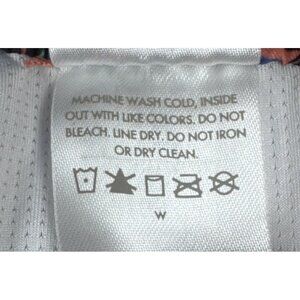 MACHINE WASH COLD, INSIDE
OUT WITH LIKE COLORS. DO NOT
BLEACH. LINE DRY. DO NOT IRON
OR DRY CLEAN.
W